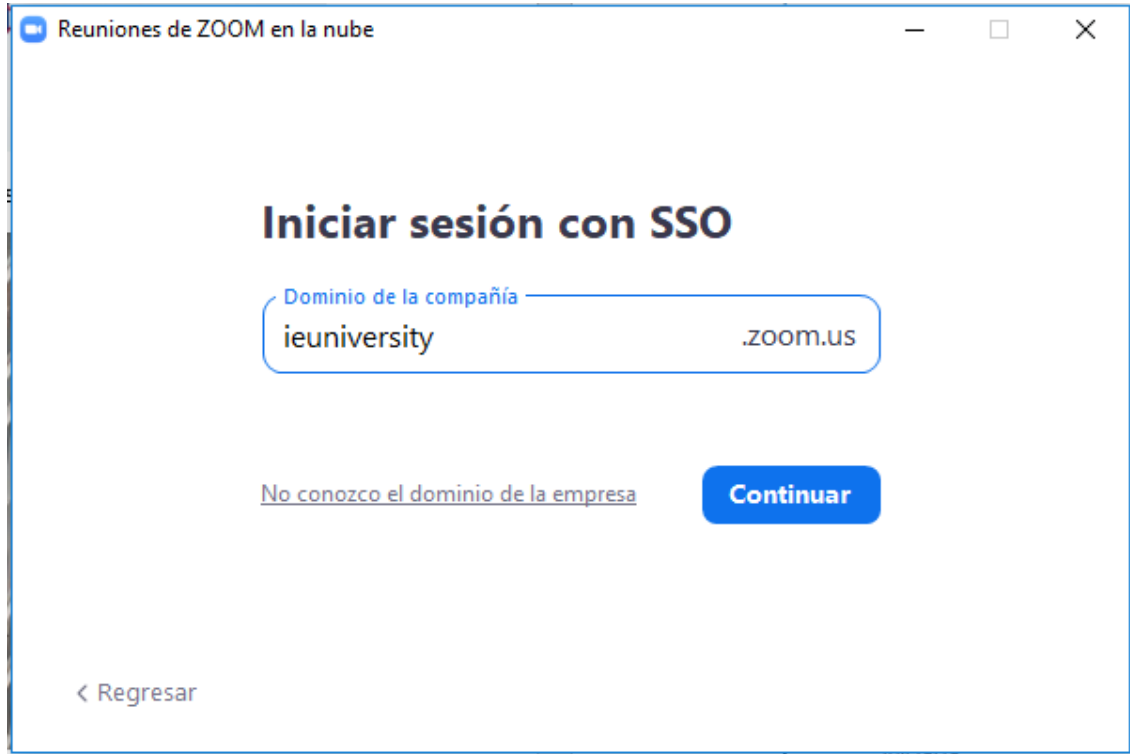 Reuniones de ZOOM en la nube
Iniciar sesión con SSO
Dominio de la compañía
ieuniversity .zoom.us
No conozco el dominio de la empresa Continuar
< Regresar